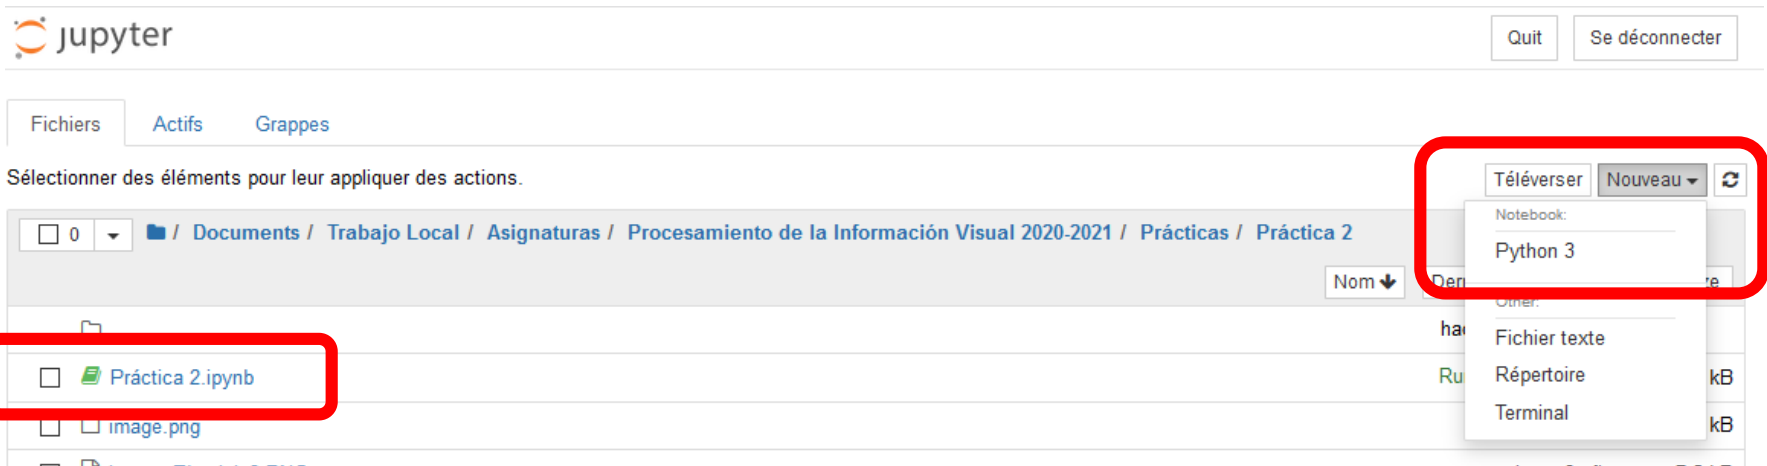 jupyter
Quit Se déconnecter
Fichiers Actifs Grappes
Sélectionner des éléments pour leur appliquer des actions.
Téléverser Nouveau
0 / Documents / Trabajo Local / Asignaturas / Procesamiento de la Información Visual 2020-2021 / Prácticas / Práctica 2
Notebook:
Python 3
Nom
Other:
Fichier texte
Práctica 2.ipynb
Répertoire
kB
Terminal
image.png
kB